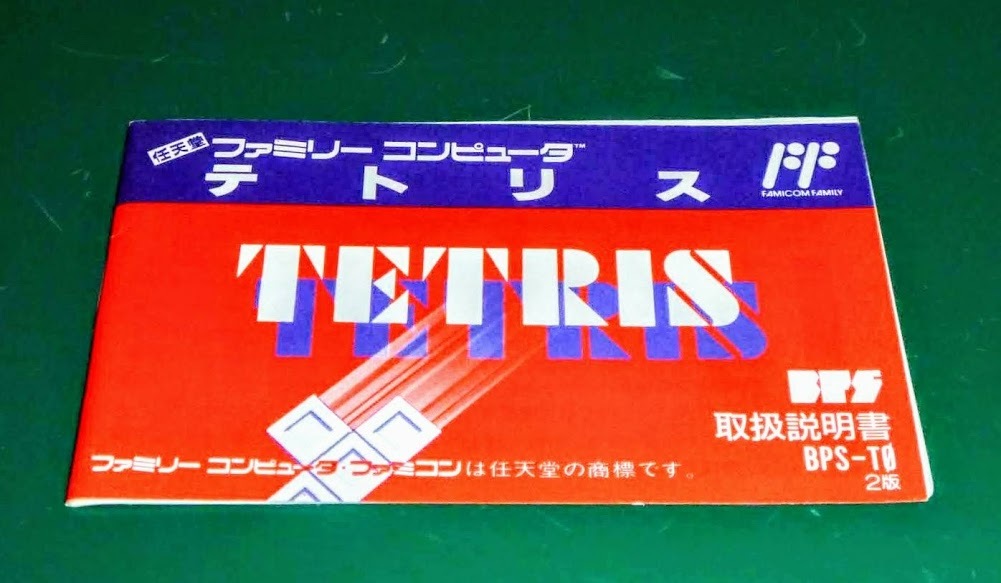 任天堂 ファミリー コンピュータ™
テトリス
FF
FAMICOM FAMILY
TETRIS
BPS
取扱説明書
BPS-TØ
2版
ファミリー コンピュータ・ファミコンは任天堂の商標です。